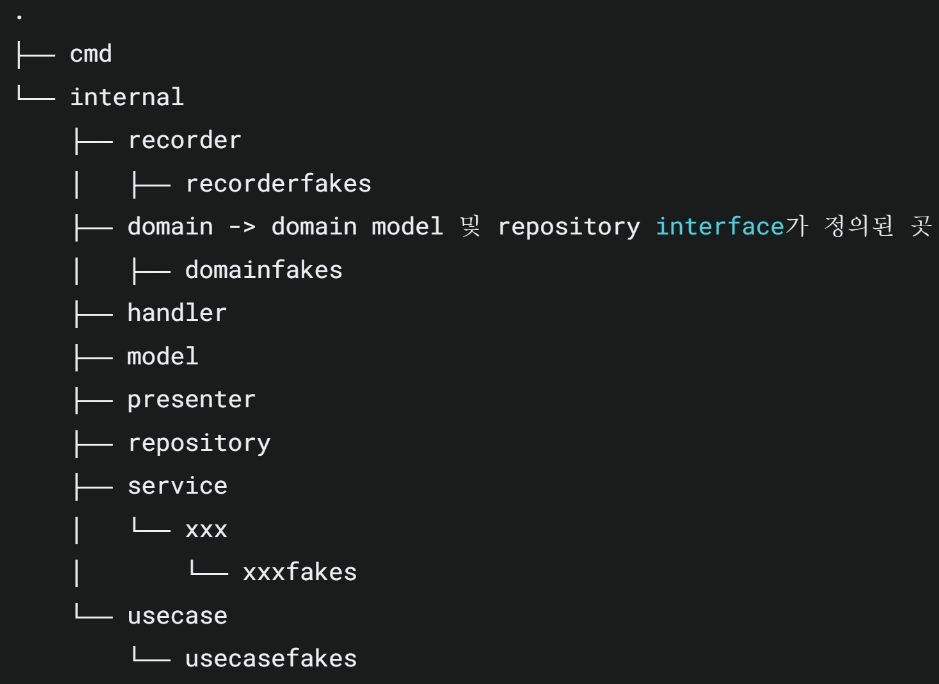 .
├── cmd
└── internal
    ├── recorder
    │   ├── recorderfakes
    ├── domain -> domain model 및 repository interface가 정의된 곳
    │   ├── domainfakes
    ├── handler
    ├── model
    ├── presenter
    ├── repository
    ├── service
    │   └── xxx
    │       └── xxxfakes
    └── usecase
        └── usecasefakes